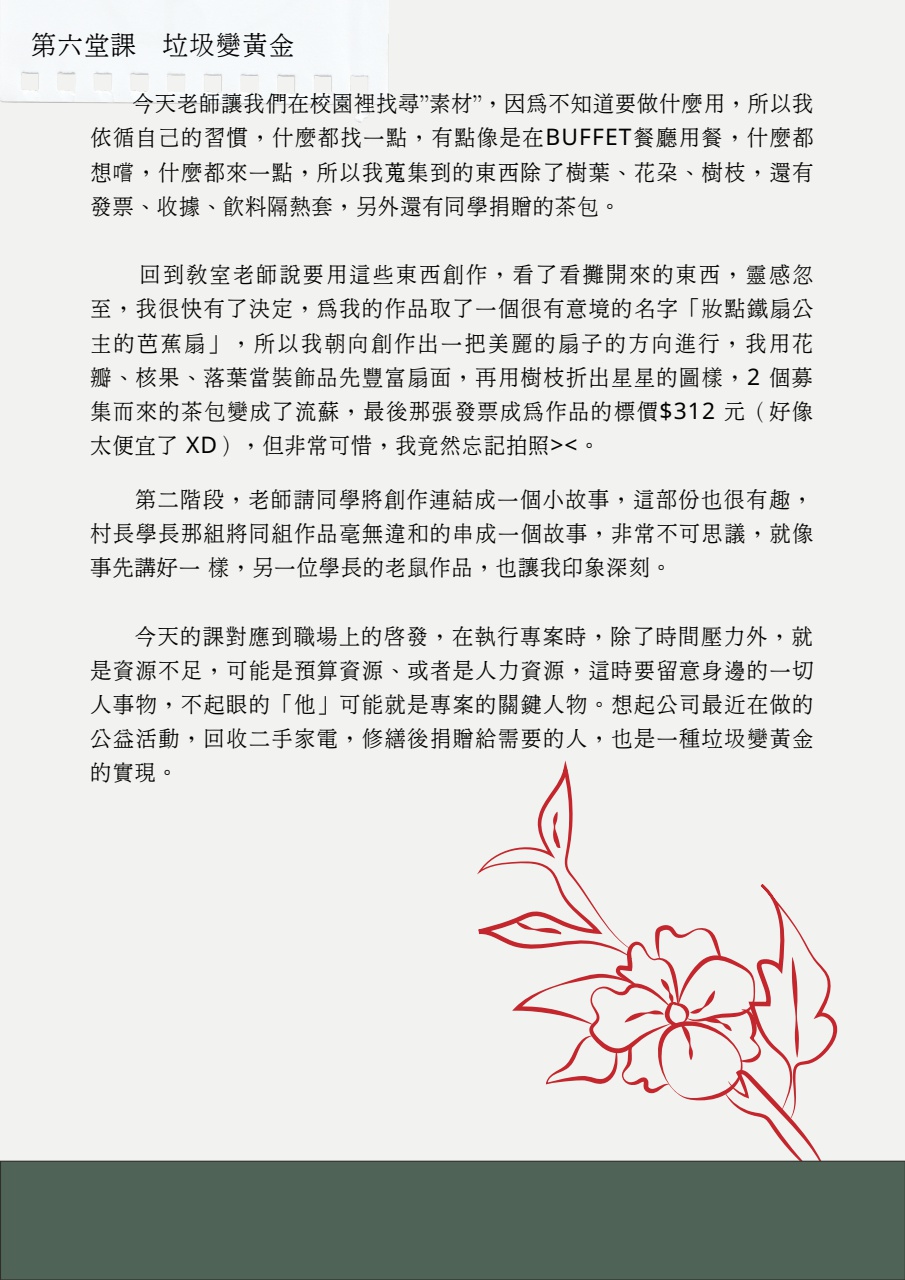 第六堂課　垃圾變黃金
今天老師讓我們在校園裡找尋”素材”，因為不知道要做什麼用，所以我
依循自己的習慣，什麼都找一點，有點像是在BUFFET餐廳用餐，什麼都
想嚐，什麼都來一點，所以我蒐集到的東西除了樹葉、花朶、樹枝，還有
發票、收據、飲料隔熱套，另外還有同學捐贈的茶包。
回到教室老師說要用這些東西創作，看了看攤開來的東西，靈感忽
至，我很快有了決定，為我的作品取了一個很有意境的名字「妝點鐵扇公
主的芭蕉扇」，所以我朝向創作出一把美麗的扇子的方向進行，我用花
瓣、核果、落葉當裝飾品先豐富扇面，再用樹枝折出星星的圖樣，2 個募
集而來的茶包變成了流蘇，最後那張發票成為作品的標價$312 元（好像
太便宜了 XD），但非常可惜，我竟然忘記拍照><。
第二階段，老師請同學將創作連結成一個小故事，這部份也很有趣，
村長學長那組將同組作品毫無違和的串成一個故事，非常不可思議，就像
事先講好一 樣，另一位學長的老鼠作品，也讓我印象深刻。
今天的課對應到職場上的啓發，在執行專案時，除了時間壓力外，就
是資源不足，可能是預算資源、或者是人力資源，這時要留意身邊的一切
人事物，不起眼的「他」可能就是專案的關鍵人物。想起公司最近在做的
公益活動，回收二手家電，修繕後捐贈給需要的人，也是一種垃圾變黃金
的實現。